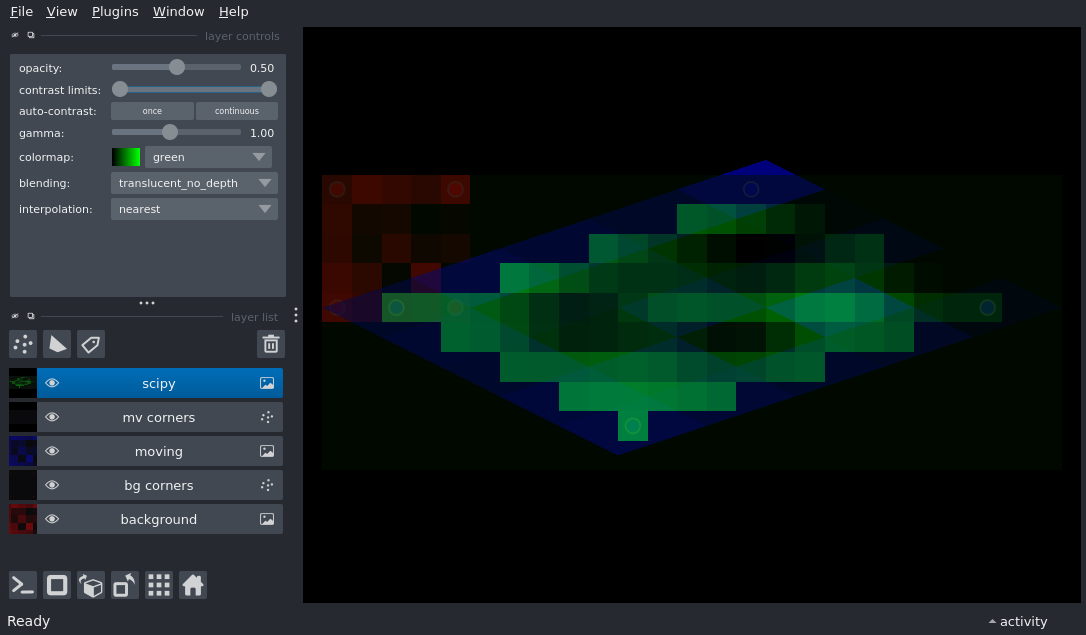 File View Plugins Window Help
layer controls
opacity: 0.50
contrast limits:
auto-contrast: once continuous
gamma: 1.00
colormap: green
blending: translucent_no_depth
interpolation: nearest
layer list
scipy
mv corners
moving
bg corners
background
Ready
activity